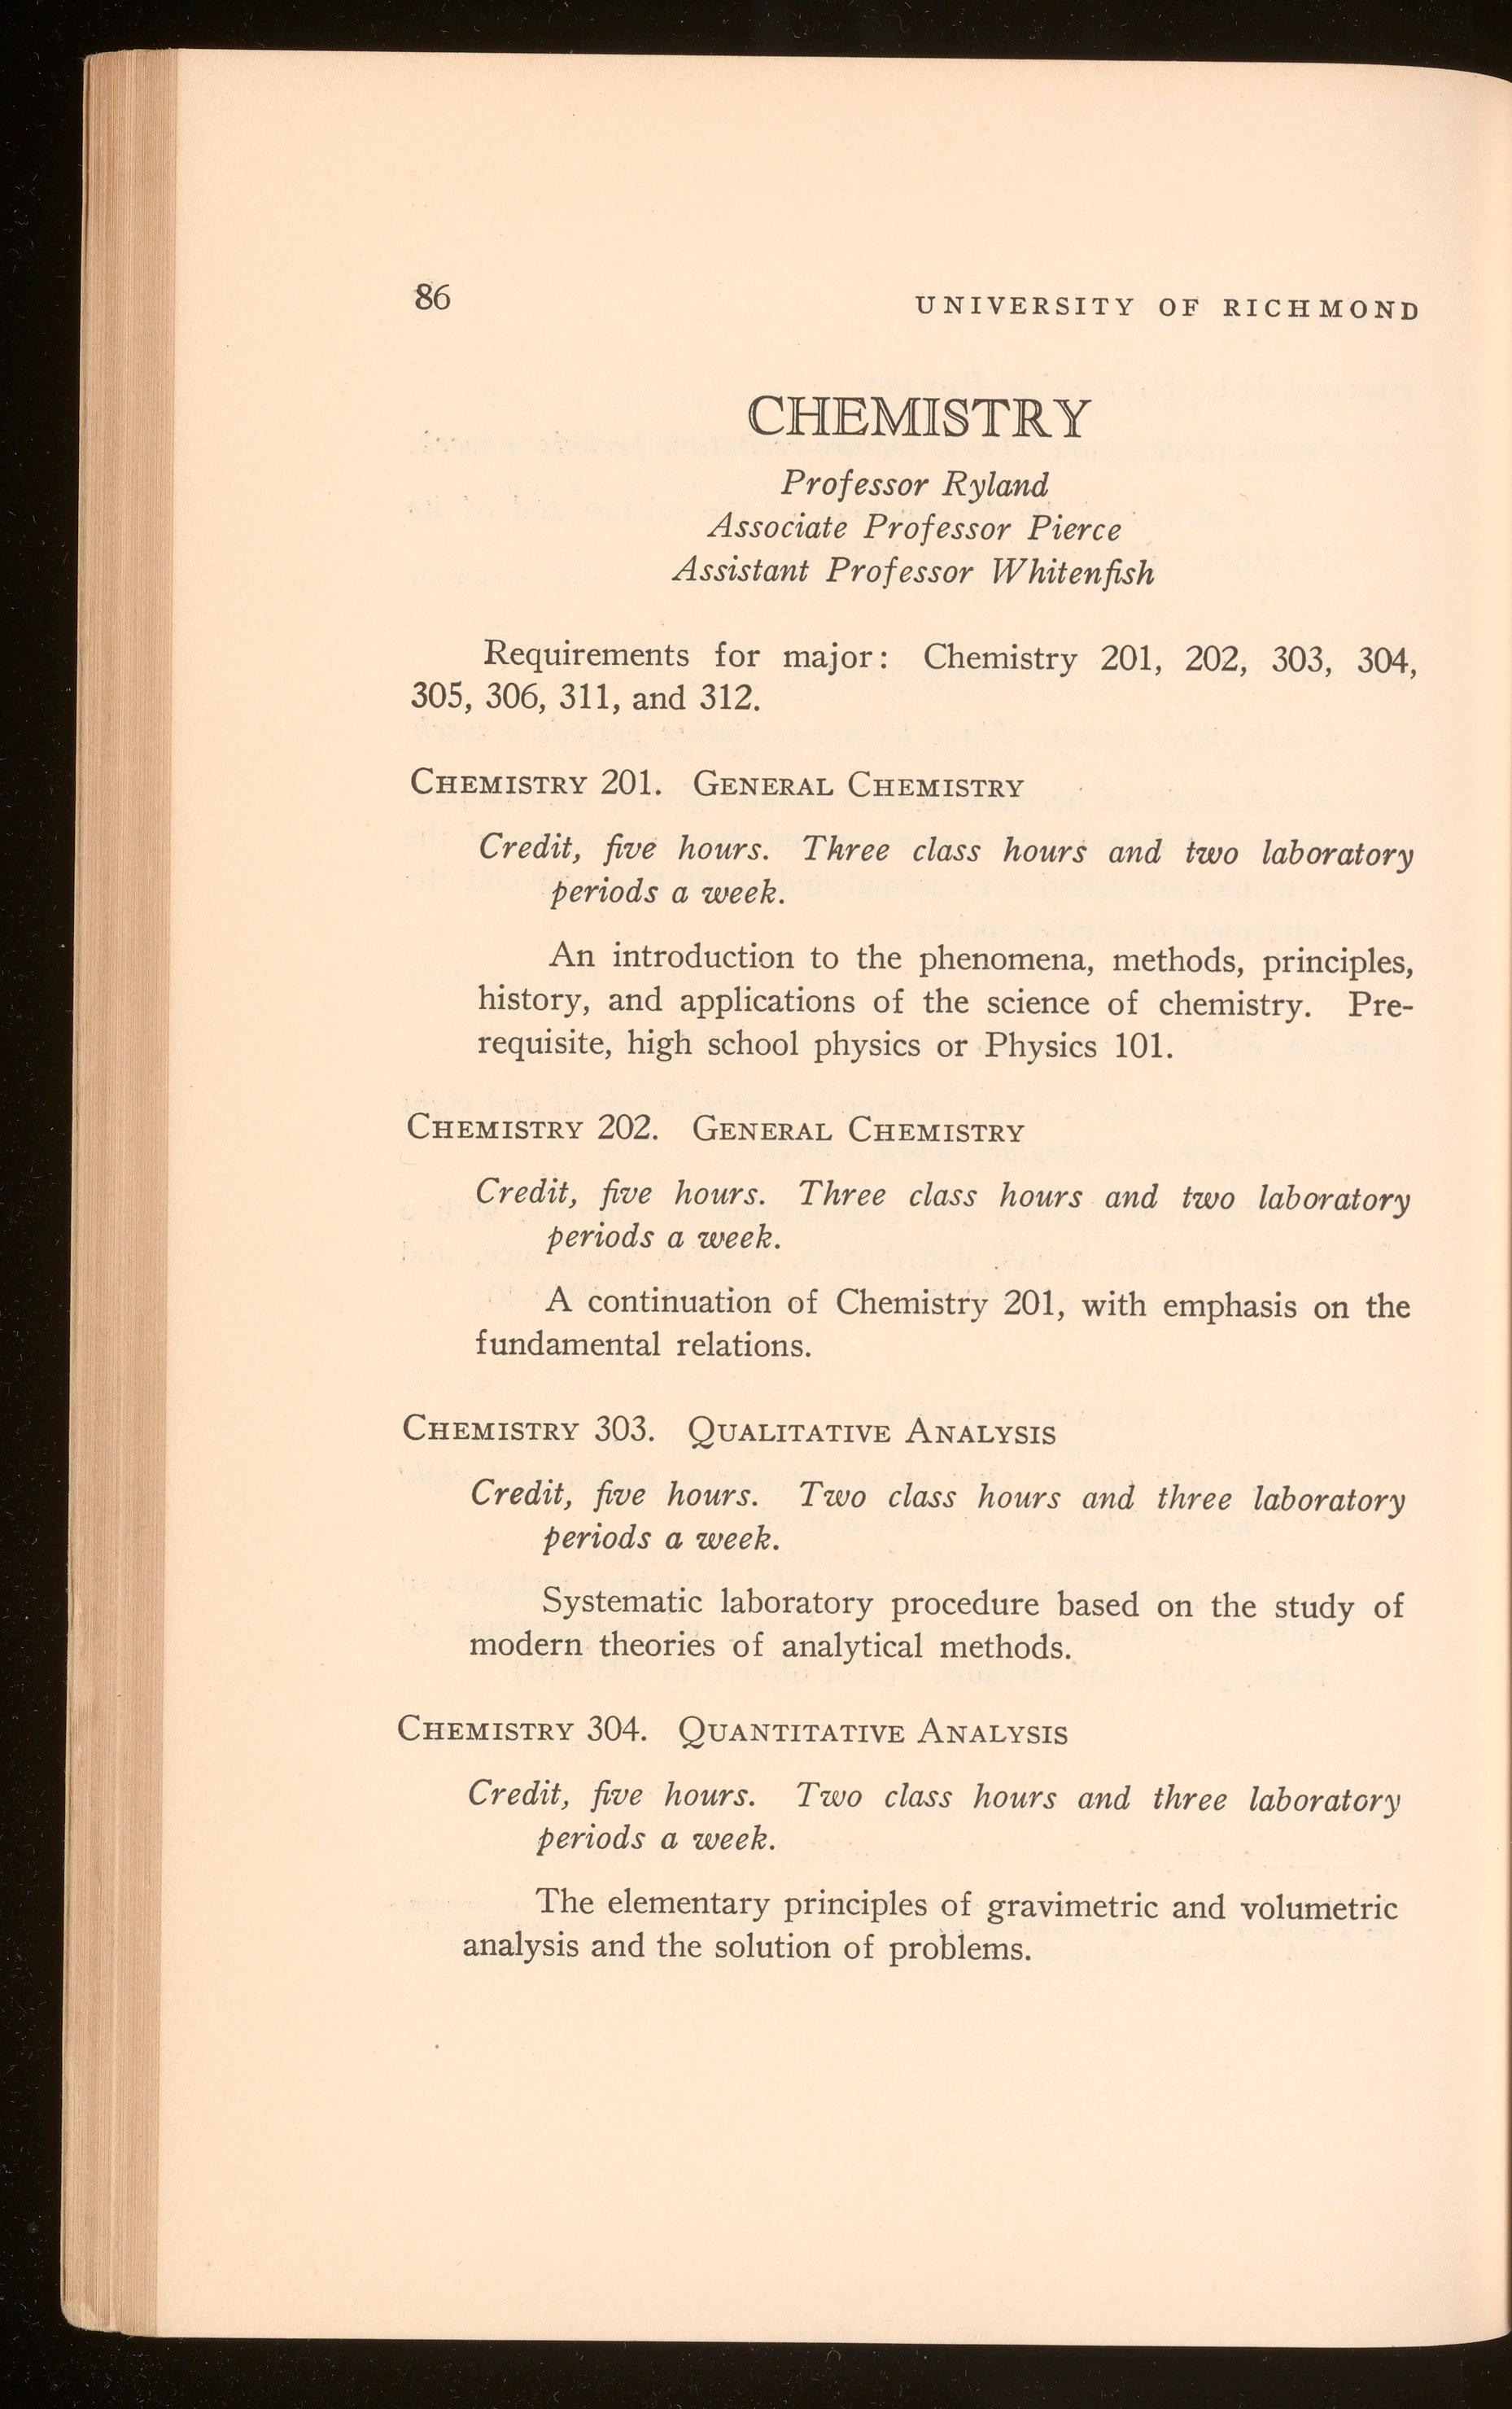 86
UNIVERSITY OF RICHMOND
CHEMISTRY
Professor Ryland
Associate Professor Pierce
Assistant Professor Whitenfish
Requirements for major: Chemistry 201, 202, 303, 304,
305, 306, 311, and 312.
CHEMISTRY 201. GENERAL CHEMISTRY
Credit, five hours. Three class hours and two laboratory
periods a week.
An introduction to the phenomena, methods, principles,
history, and applications of the science of chemistry. Pre-
requisite, high school physics or Physics 101.
CHEMISTRY 202. GENERAL CHEMISTRY
Credit, five hours. Three class hours and two laboratory
periods a week.
A continuation of Chemistry 201, with emphasis on the
fundamental relations.
CHEMISTRY 303. QUALITATIVE ANALYSIS
Credit, five hours. Two class hours and three laboratory
periods a week.
Systematic laboratory procedure based on the study of
modern theories of analytical methods.
CHEMISTRY 304. QUANTITATIVE ANALYSIS
Credit, five hours. Two class hours and three laboratory
periods a week.
The elementary principles of gravimetric and volumetric
analysis and the solution of problems.